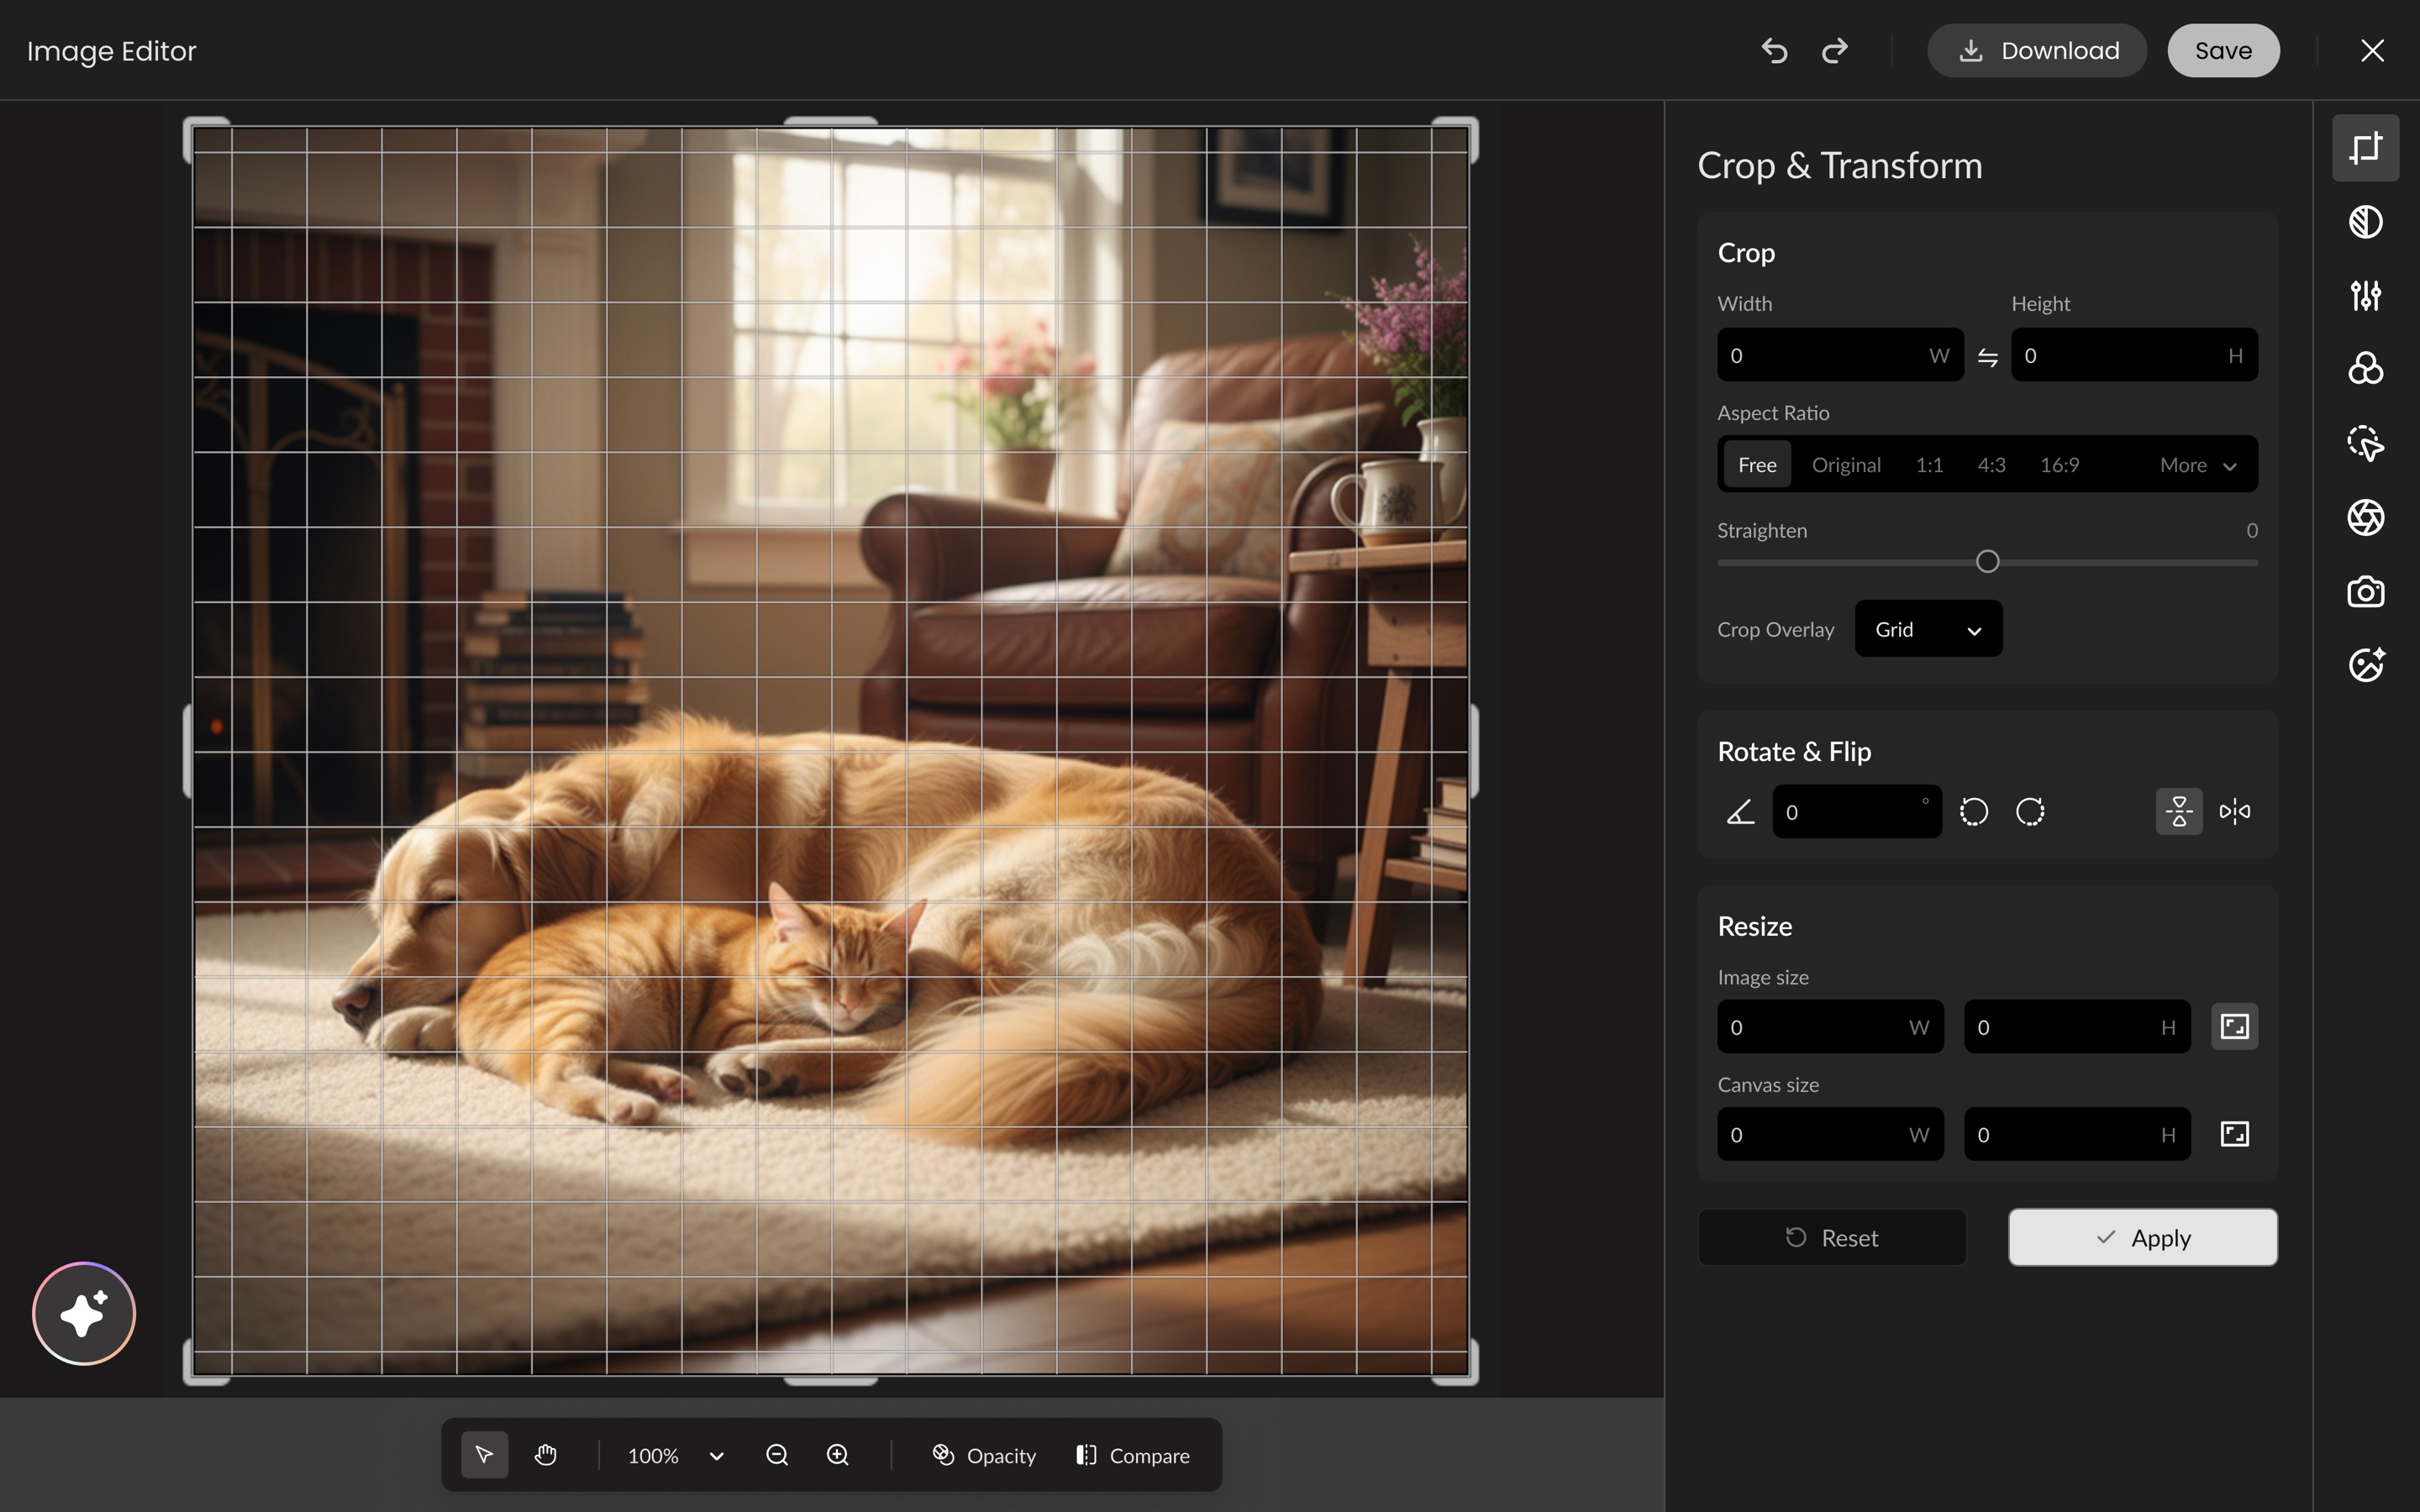 Image Editor
Download
Save
Crop & Transform
Crop
Width
Height
0 W
0 H
Aspect Ratio
Free Original 1:1 4:3 16:9 More
Straighten 0
Crop Overlay Grid
Rotate & Flip
0 °
Resize
Image size
0 W 0 H
Canvas size
0 W 0 H
Reset
Apply
100%
Opacity
Compare